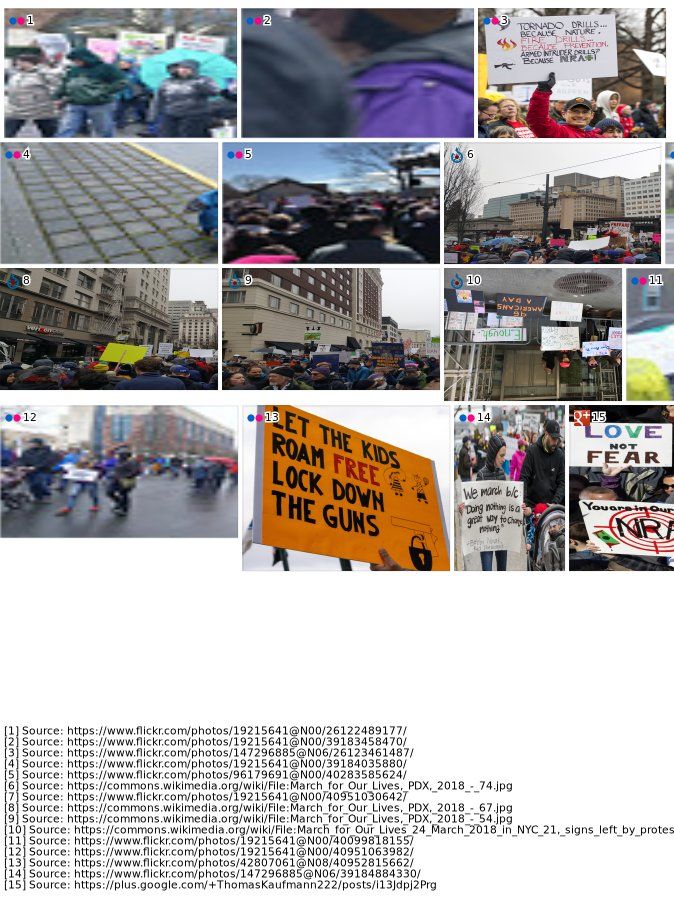 1
2
3
TORNADO DRILLS...
BECAUSE NATURE.
FIRE DRILLS...
BECAUSE PREVENTION.
ARMED INTRUDER DRILLS?
BECAUSE NRA
4
5
6
8
verizon
9
10
AMERICANS
A DAY
ENOUGH
11
12
13
LET THE KIDS
ROAM FREE
LOCK DOWN
THE GUNS
14
We march b/c
"Doing nothing is a
great way to change
nothing"
15
LOVE
NOT
FEAR
You are in Our
NRA
[1] Source: https://www.flickr.com/photos/19215641@N00/26122489177/
[2] Source: https://www.flickr.com/photos/19215641@N00/39183458470/
[3] Source: https://www.flickr.com/photos/147296885@N06/26123461487/
[4] Source: https://www.flickr.com/photos/19215641@N00/39184035880/
[5] Source: https://www.flickr.com/photos/96179691@N00/40283585624/
[6] Source: https://commons.wikimedia.org/wiki/File:March_for_Our_Lives,_PDX,_2018_-_74.jpg
[7] Source: https://www.flickr.com/photos/19215641@N00/40951030642/
[8] Source: https://commons.wikimedia.org/wiki/File:March_for_Our_Lives,_PDX,_2018_-_67.jpg
[9] Source: https://commons.wikimedia.org/wiki/File:March_for_Our_Lives,_PDX,_2018_-_54.jpg
[10] Source: https://commons.wikimedia.org/wiki/File:March_for_Our_Lives_24_March_2018_in_NYC_21,_signs_left_by_protes
[11] Source: https://www.flickr.com/photos/19215641@N00/40099818155/
[12] Source: https://www.flickr.com/photos/19215641@N00/40951063982/
[13] Source: https://www.flickr.com/photos/42807061@N08/40952815662/
[14] Source: https://www.flickr.com/photos/147296885@N06/39184884330/
[15] Source: https://plus.google.com/+ThomasKaufmann222/posts/i13Jdpj2Prg